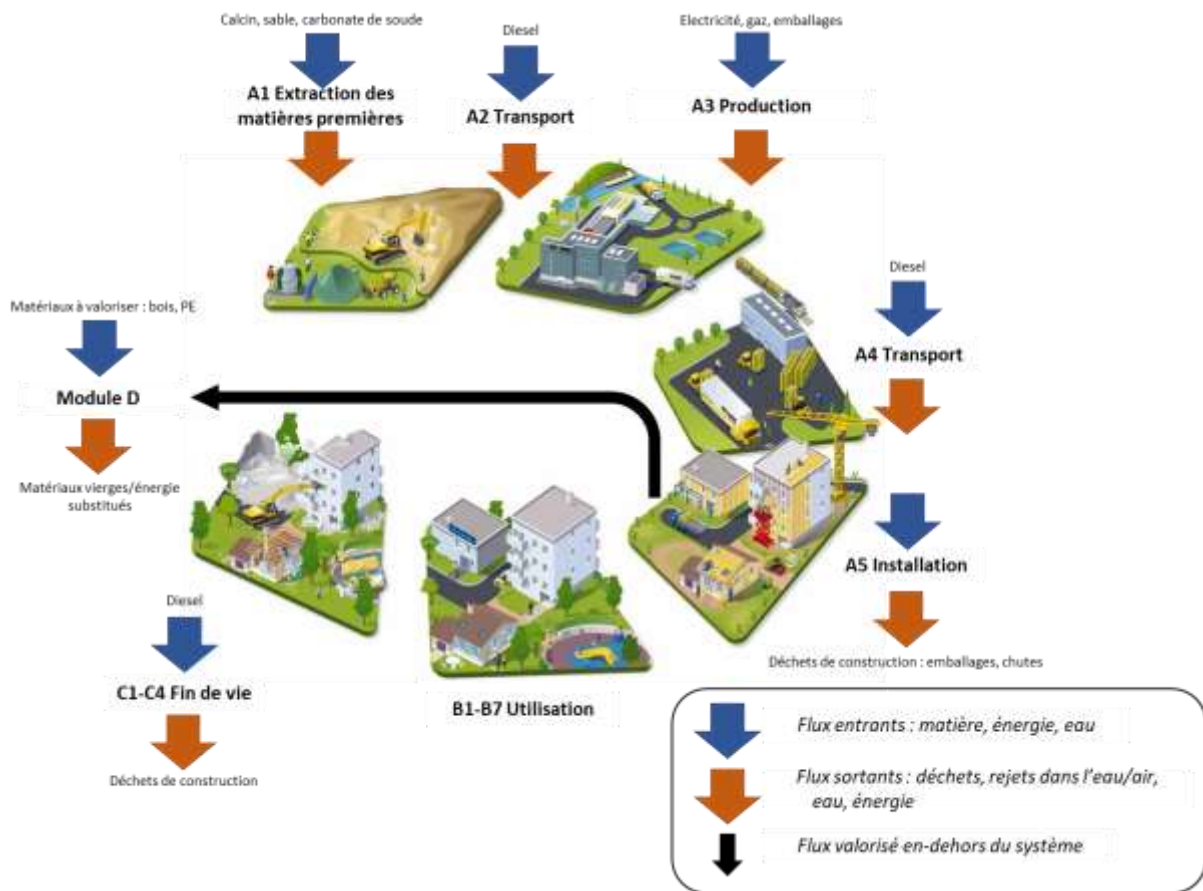 Calcin, sable, carbonate de soude
Diesel
Electricité, gaz, emballages
A1 Extraction des
matières premières
A2 Transport
A3 Production
Diesel
Matériaux à valoriser : bois, PE
A4 Transport
Module D
Matériaux vierges/énergie
substitués
A5 Installation
Diesel
Déchets de construction : emballages, chutes
C1-C4 Fin de vie
B1-B7 Utilisation
Flux entrants : matière, énergie, eau
Déchets de construction
Flux sortants : déchets, rejets dans l'eau/air,
eau, énergie
Flux valorisé en-dehors du système